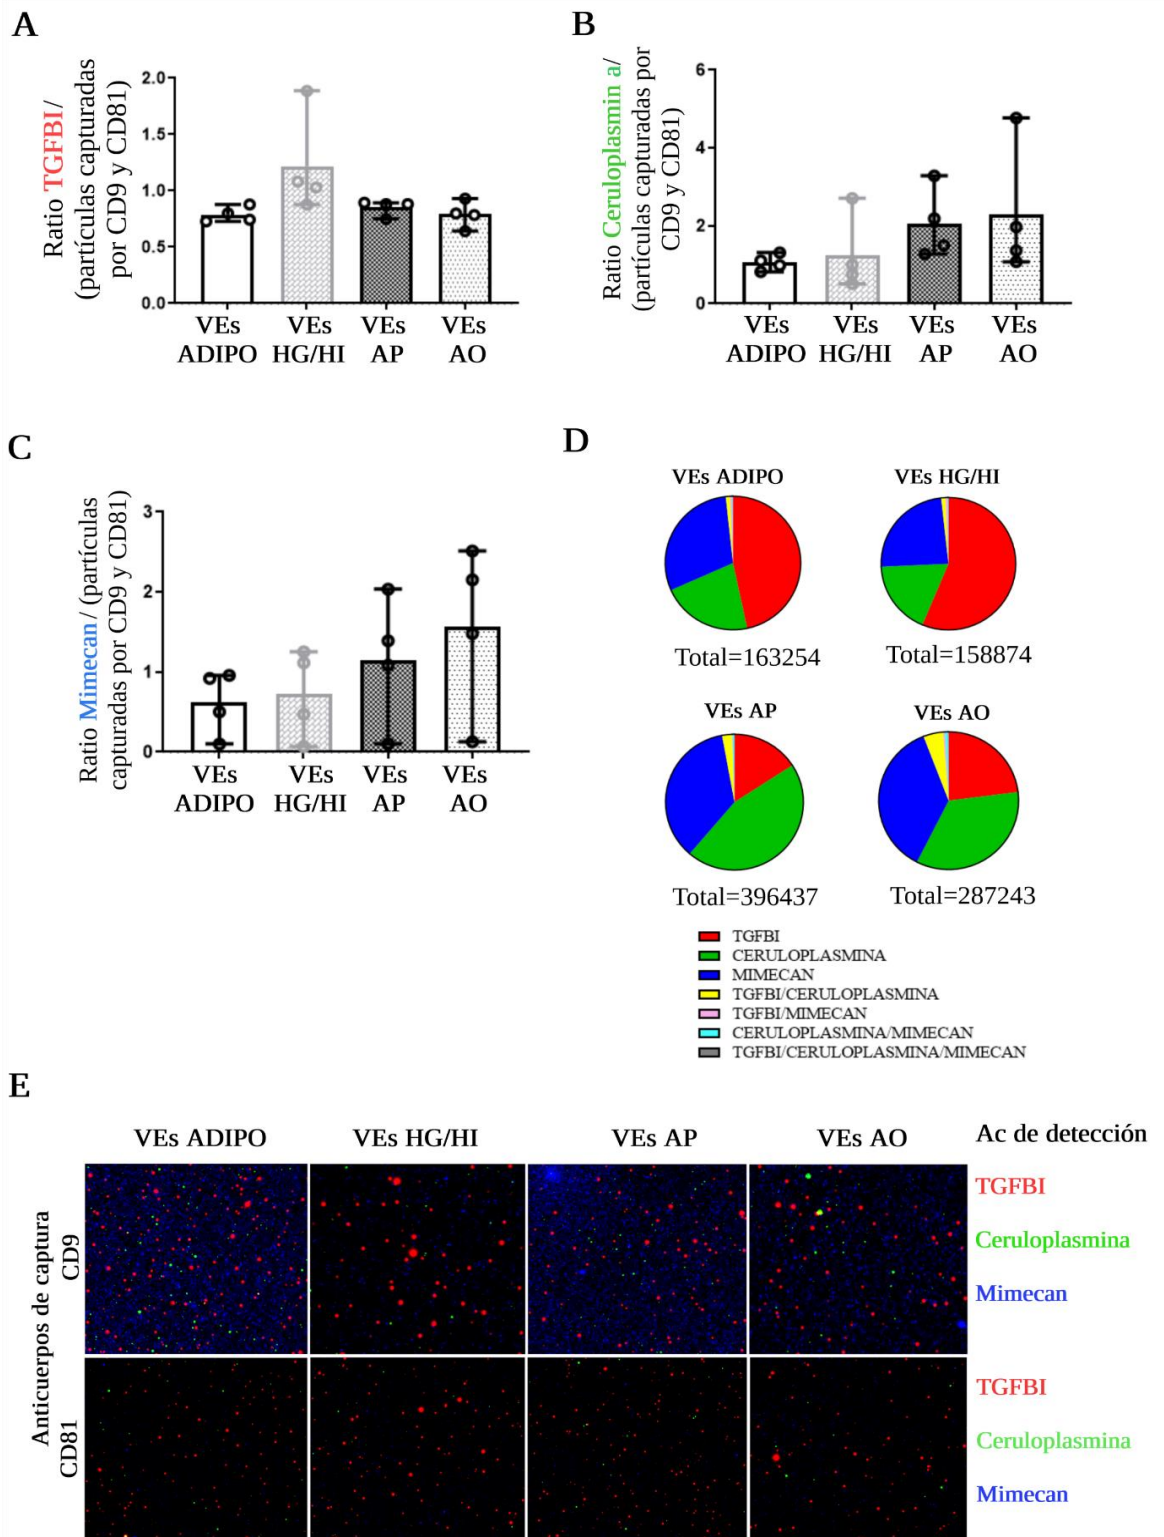 A
Ratio TGFBI/
(partículas capturadas
por CD9 y CD81)
2.0
1.5
1.0
0.5
0.0
VEs VEs VEs VEs
ADIPO HG/HI AP AO
B
Ratio Ceruloplasmin a/
(partículas capturadas por
CD9 y CD81)
6
4
2
0
VEs VEs VEs VEs
ADIPO HG/HI AP AO
C
Ratio Mimecan / (partículas
capturadas por CD9 y CD81)
3
2
1
0
VEs VEs VEs VEs
ADIPO HG/HI AP AO
D
VEs ADIPO
Total=163254
VEs HG/HI
Total=158874
VEs AP
Total=396437
VEs AO
Total=287243
TGFBI
CERULOPLASMINA
MIMECAN
TGFBI/CERULOPLASMINA
TGFBI/MIMECAN
CERULOPLASMINA/MIMECAN
TGFBI/CERULOPLASMINA/MIMECAN
E
VEs ADIPO VEs HG/HI VEs AP VEs AO Ac de detección
Anticuerpos de captura
CD9
TGFBI
Ceruloplasmina
Mimecan
CD81
TGFBI
Ceruloplasmina
Mimecan